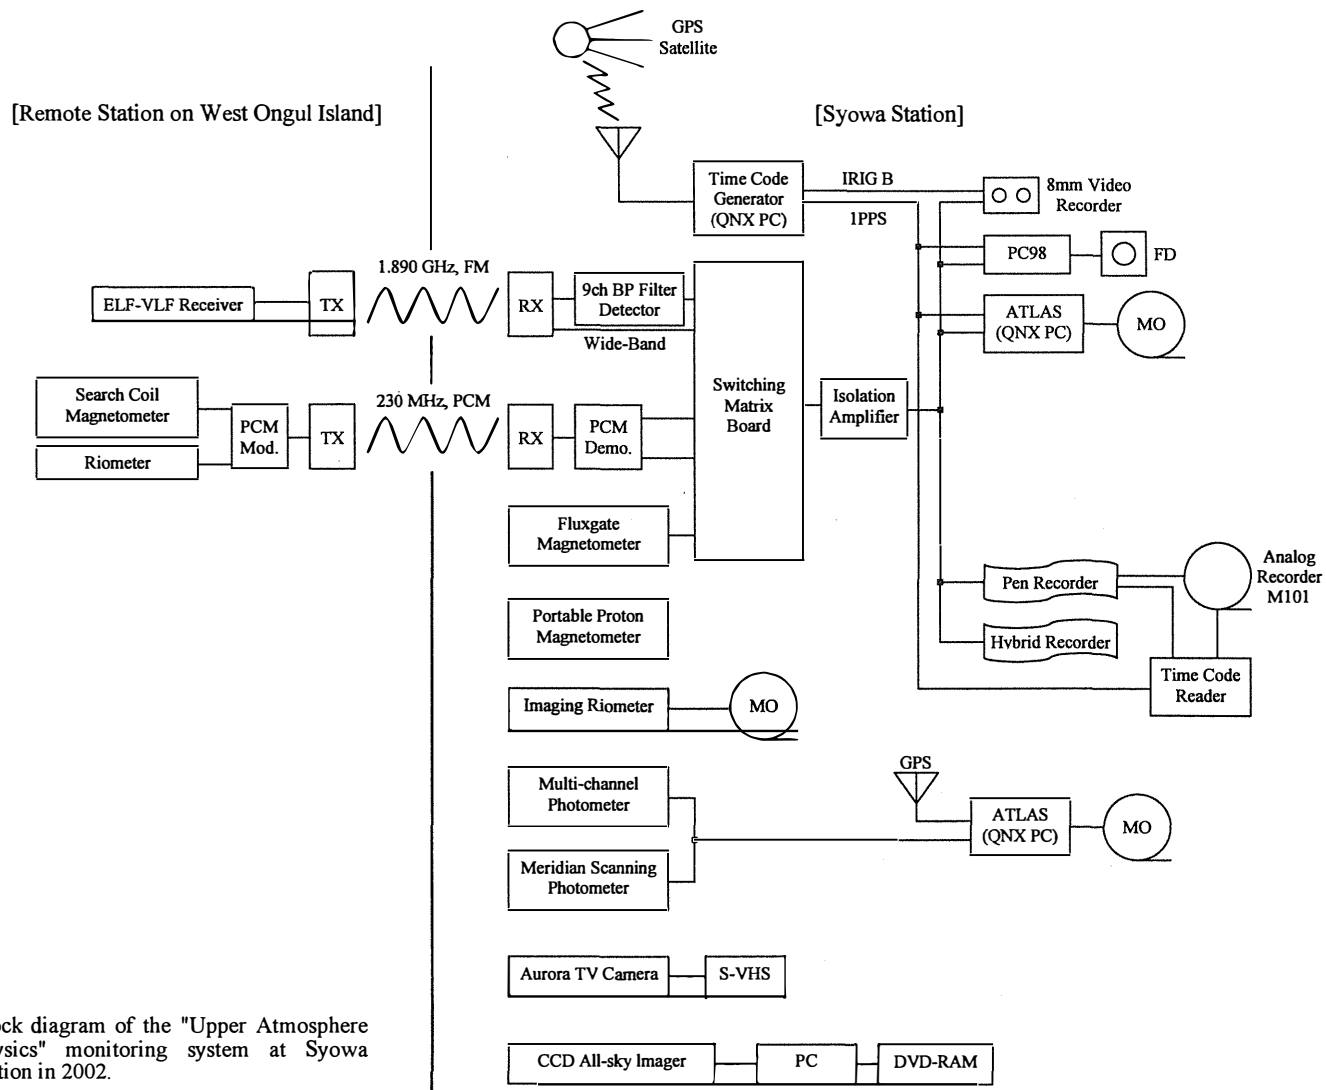 GPS
Satellite
[Remote Station on West Ongul Island]
[Syowa Station]
Time Code
Generator
(QNX PC)
IRIG B
1PPS
8mm Video
Recorder
PC98
FD
ATLAS
(QNX PC)
MO
1.890 GHz, FM
ELF-VLF Receiver
TX
RX
9ch BP Filter
Detector
Wide-Band
Switching
Matrix
Board
Isolation
Amplifier
Search Coil
Magnetometer
Riometer
PCM
Mod.
TX
230 MHz, PCM
RX
PCM
Demo.
Fluxgate
Magnetometer
Pen Recorder
Analog
Recorder
M101
Hvbrid Recorder
Time Code
Reader
Portable Proton
Magnetometer
Imaging Riometer
MO
Multi-channel
Photometer
GPS
ATLAS
(QNX PC)
MO
Meridian Scanning
Photometer
Aurora TV Camera
S-VHS
CCD All-sky Imager
PC
DVD-RAM
ock diagram of the "Upper Atmosphere
ysics" monitoring system at Syowa
tion in 2002.